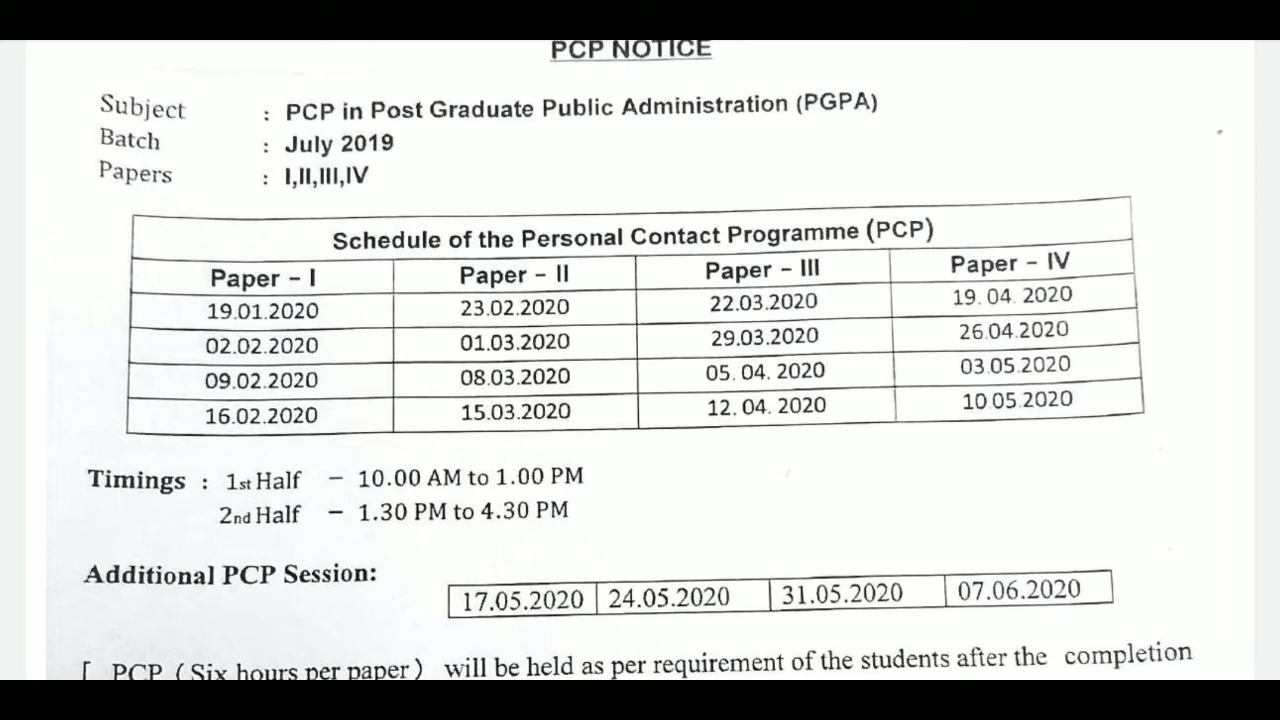 PCP NOTICE
Subject : PCP in Post Graduate Public Administration (PGPA)
Batch : July 2019
Papers : I,II,III,IV
Schedule of the Personal Contact Programme (PCP)
Paper – I Paper – II Paper – III Paper – IV
19.01.2020 23.02.2020 22.03.2020 19. 04. 2020
02.02.2020 01.03.2020 29.03.2020 26.04.2020
09.02.2020 08.03.2020 05. 04. 2020 03.05.2020
16.02.2020 15.03.2020 12. 04. 2020 10.05.2020
Timings : 1st Half – 10.00 AM to 1.00 PM
2nd Half – 1.30 PM to 4.30 PM
Additional PCP Session:
17.05.2020 24.05.2020 31.05.2020 07.06.2020
[ PCP ( Six hours per paper ) will be held as per requirement of the students after the completion